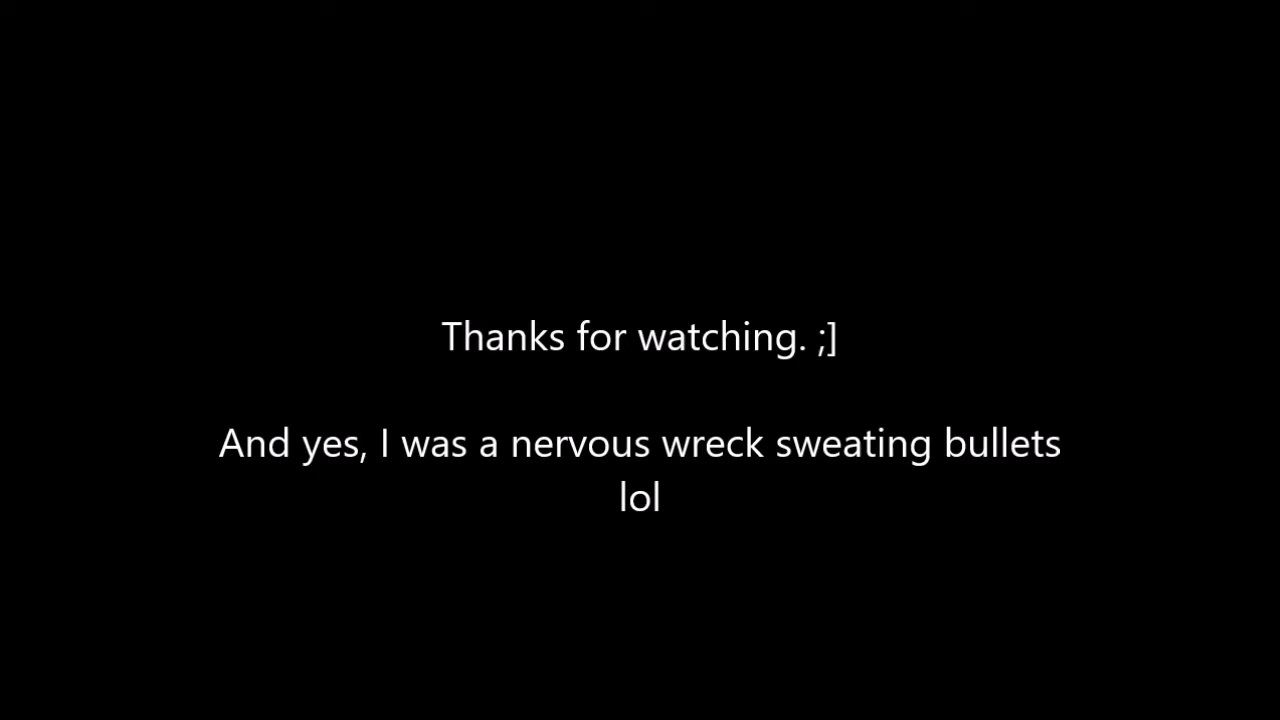 Thanks for watching. ;]
And yes, I was a nervous wreck sweating bullets
lol